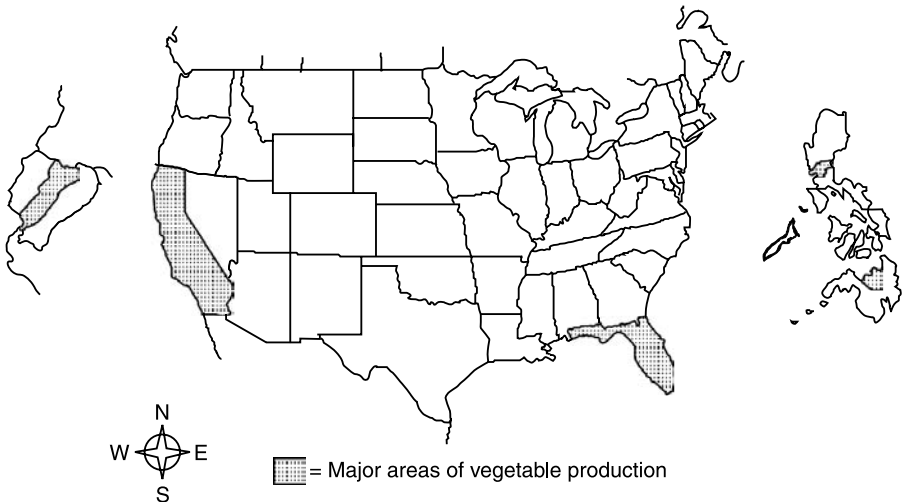 N
W E
S
= Major areas of vegetable production